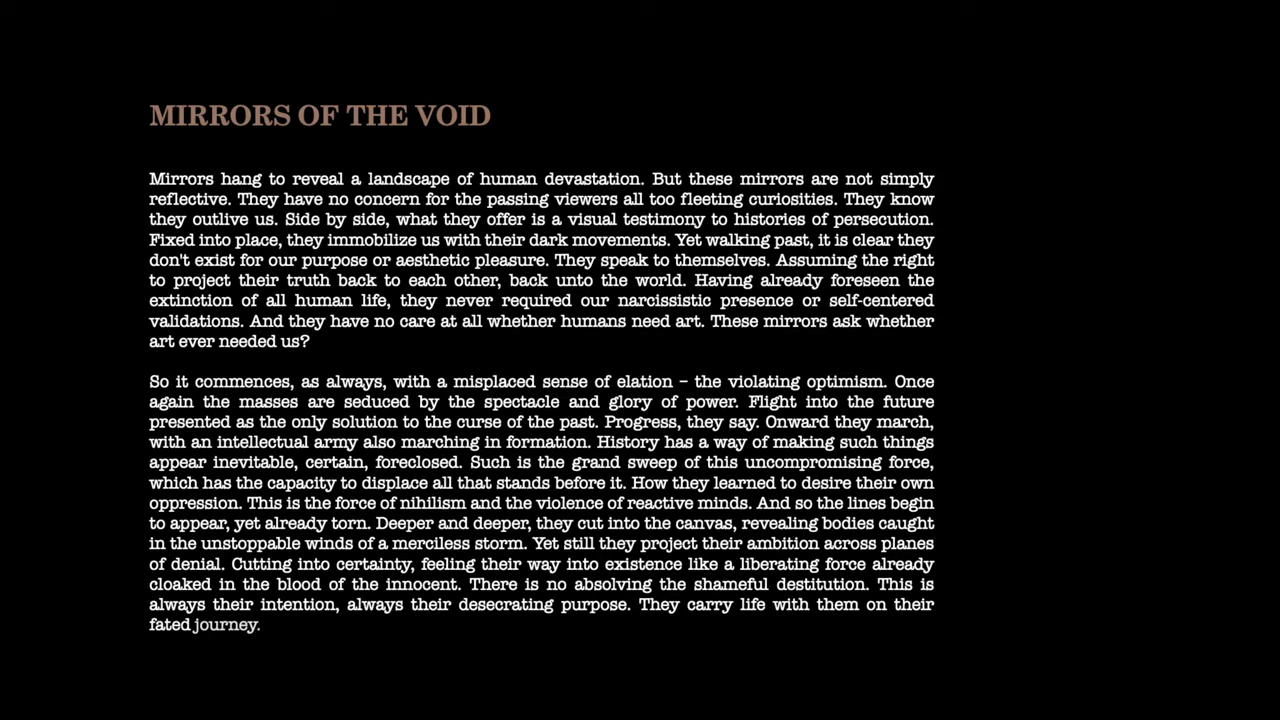 MIRRORS OF THE VOID
Mirrors hang to reveal a landscape of human devastation. But these mirrors are not simply
reflective. They have no concern for the passing viewers all too fleeting curiosities. They know
they outlive us. Side by side, what they offer is a visual testimony to histories of persecution.
Fixed into place, they immobilize us with their dark movements. Yet walking past, it is clear they
don't exist for our purpose or aesthetic pleasure. They speak to themselves. Assuming the right
to project their truth back to each other, back unto the world. Having already foreseen the
extinction of all human life, they never required our narcissistic presence or self-centered
validations. And they have no care at all whether humans need art. These mirrors ask whether
art ever needed us?
So it commences, as always, with a misplaced sense of elation – the violating optimism. Once
again the masses are seduced by the spectacle and glory of power. Flight into the future
presented as the only solution to the curse of the past. Progress, they say. Onward they march,
with an intellectual army also marching in formation. History has a way of making such things
appear inevitable, certain, foreclosed. Such is the grand sweep of this uncompromising force,
which has the capacity to displace all that stands before it. How they learned to desire their own
oppression. This is the force of nihilism and the violence of reactive minds. And so the lines begin
to appear, yet already torn. Deeper and deeper, they cut into the canvas, revealing bodies caught
in the unstoppable winds of a merciless storm. Yet still they project their ambition across planes
of denial. Cutting into certainty, feeling their way into existence like a liberating force already
cloaked in the blood of the innocent. There is no absolving the shameful destitution. This is
always their intention, always their desecrating purpose. They carry life with them on their
fated journey.